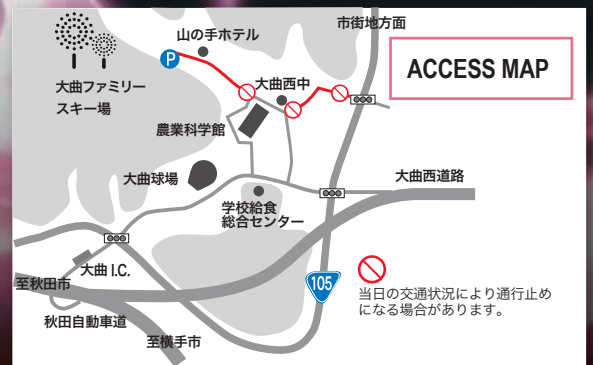 山の手ホテル
市街地方面
ACCESS MAP
P
大曲ファミリー
スキー場
大曲西中
農業科学館
大曲球場
大曲西道路
学校給食
総合センター
大曲 I.C.
至秋田市
105
当日の交通状況により通行止め
になる場合があります。
秋田自動車道
至横手市